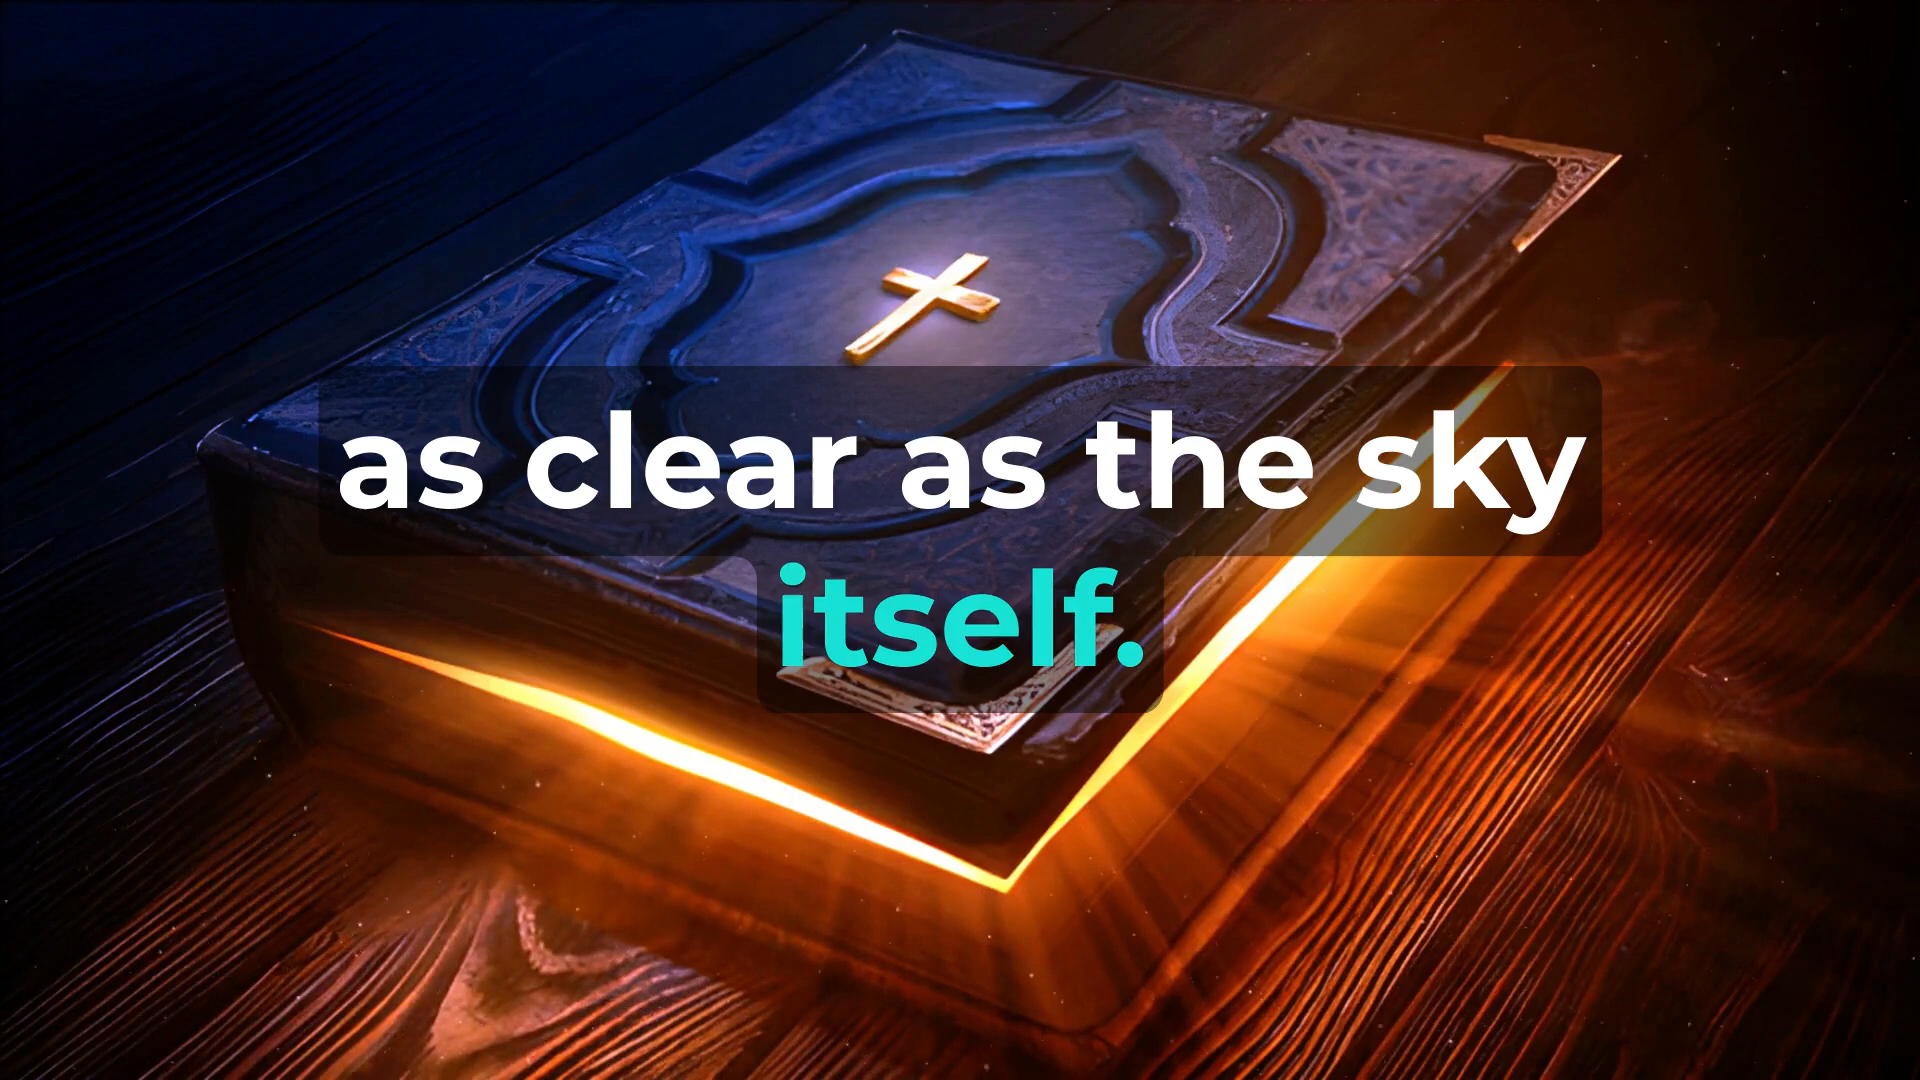 as clear as the sky
itself.